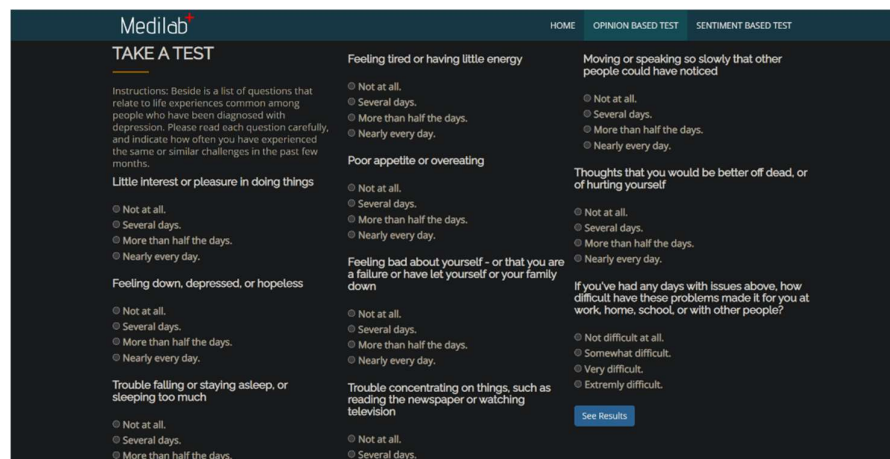 Medilab+
HOME OPINION BASED TEST SENTIMENT BASED TEST
TAKE A TEST
Instructions: Beside is a list of questions that
relate to life experiences common among
people who have been diagnosed with
depression. Please read each question carefully,
and indicate how often you have experienced
the same or similar challenges in the past few
months.
Little interest or pleasure in doing things
Not at all.
Several days.
More than half the days.
Nearly every day.
Feeling down, depressed, or hopeless
Not at all.
Several days.
More than half the days.
Nearly every day.
Trouble falling or staying asleep, or
sleeping too much
Not at all.
Several days.
More than half the days.
Feeling tired or having little energy
Not at all.
Several days.
More than half the days.
Nearly every day.
Poor appetite or overeating
Not at all.
Several days.
More than half the days.
Nearly every day.
Feeling bad about yourself - or that you are
a failure or have let yourself or your family
down
Not at all.
Several days.
More than half the days.
Nearly every day.
Trouble concentrating on things, such as
reading the newspaper or watching
television
Not at all.
Several days.
Moving or speaking so slowly that other
people could have noticed
Not at all.
Several days.
More than half the days.
Nearly every day.
Thoughts that you would be better off dead, or
of hurting yourself
Not at all.
Several days.
More than half the days.
Nearly every day.
If you've had any days with issues above, how
difficult have these problems made it for you at
work, home, school, or with other people?
Not difficult at all.
Somewhat difficult.
Very difficult.
Extremly difficult.
See Results